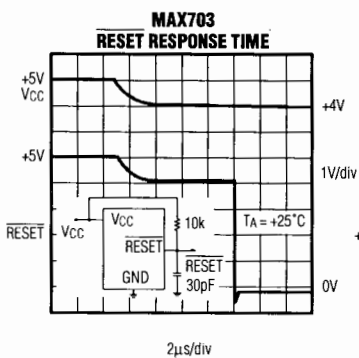 MAX703
RESET RESPONSE TIME
+5V
VCC
+4V
+5V
1V/div
VCC
VCC
10k
TA = +25°C
RESET
RESET
RESET
GND
30pF
0V
+
2µs/div